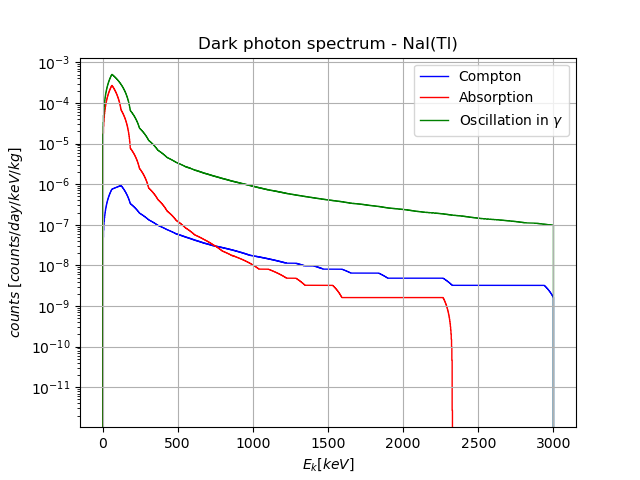 Dark photon spectrum - NaI(Tl)
Compton
Absorption
Oscillation in γ
counts [counts/day/keV/kg]
10⁻³
10⁻⁴
10⁻⁵
10⁻⁶
10⁻⁷
10⁻⁸
10⁻⁹
10⁻¹⁰
10⁻¹¹
0 500 1000 1500 2000 2500 3000
Eₖ[keV]